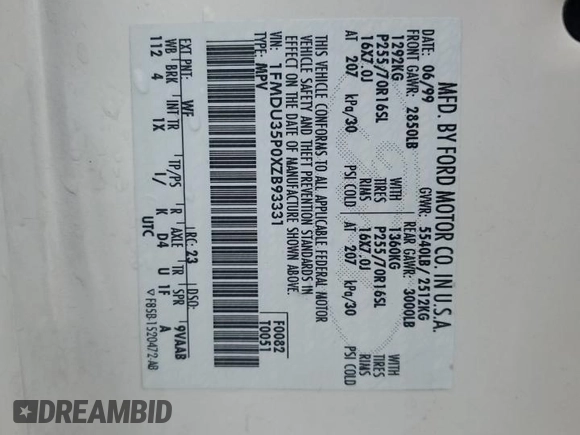 MFD. BY FORD MOTOR CO. IN U.S.A.
DATE: 06/99 GVWR: 5540LB/ 2512KG
FRONT GAWR: 2850LB REAR GAWR: 3000LB
1292KG WITH 1360KG WITH
P255/70R16SL TIRES P255/70R16SL TIRES
16X7.0J RIMS 16X7.0J RIMS
AT 207 kPa/30 PSI COLD AT 207 kPa/30 PSI COLD
THIS VEHICLE CONFORMS TO ALL APPLICABLE FEDERAL MOTOR
VEHICLE SAFETY AND THEFT PREVENTION STANDARDS IN
EFFECT ON THE DATE OF MANUFACTURE SHOWN ABOVE.
VIN: 1FMDU35P0XZB93331
TYPE: MPV
F0082
T0051
EXT PNT: WF RC: 23 DSO:
WB BRK INT TR TP/PS R AXLE TR SPR 9VAAB
112 4 1X 1/ K D4 U 1F A
UTC
▽ F85B-1520472-AB
DREAMBID